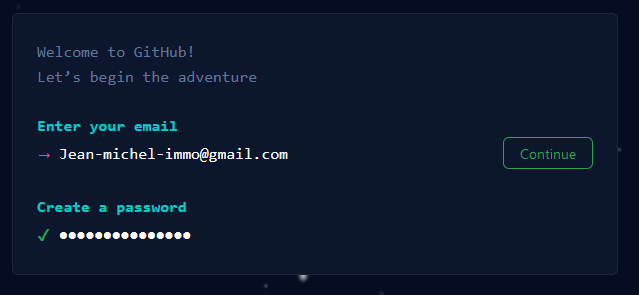 Welcome to GitHub!
Let’s begin the adventure
Enter your email
→ Jean-michel-immo@gmail.com
Continue
Create a password
✓ •••••••••••••••